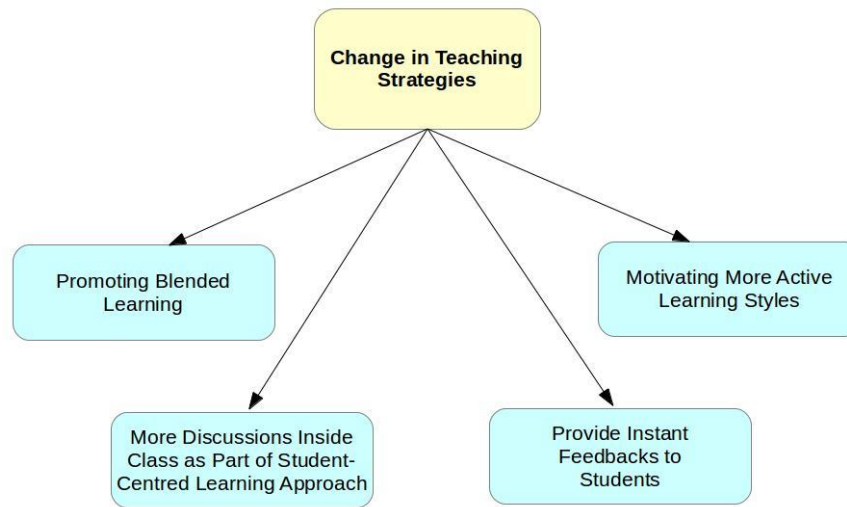 Change in Teaching
Strategies
Promoting Blended
Learning
Motivating More Active
Learning Styles
More Discussions Inside
Class as Part of Student-
Centred Learning Approach
Provide Instant
Feedbacks to
Students